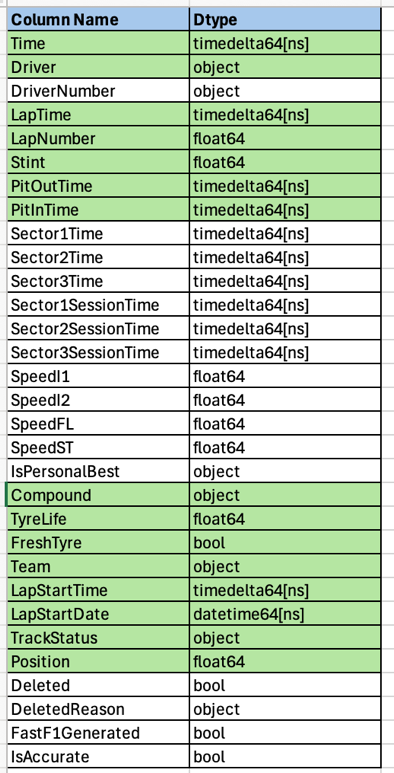 Column Name Dtype
Time timedelta64[ns]
Driver object
DriverNumber object
LapTime timedelta64[ns]
LapNumber float64
Stint float64
PitOutTime timedelta64[ns]
PitInTime timedelta64[ns]
Sector1Time timedelta64[ns]
Sector2Time timedelta64[ns]
Sector3Time timedelta64[ns]
Sector1SessionTime timedelta64[ns]
Sector2SessionTime timedelta64[ns]
Sector3SessionTime timedelta64[ns]
SpeedI1 float64
SpeedI2 float64
SpeedFL float64
SpeedST float64
IsPersonalBest object
Compound object
TyreLife float64
FreshTyre bool
Team object
LapStartTime timedelta64[ns]
LapStartDate datetime64[ns]
TrackStatus object
Position float64
Deleted bool
DeletedReason object
FastF1Generated bool
IsAccurate bool